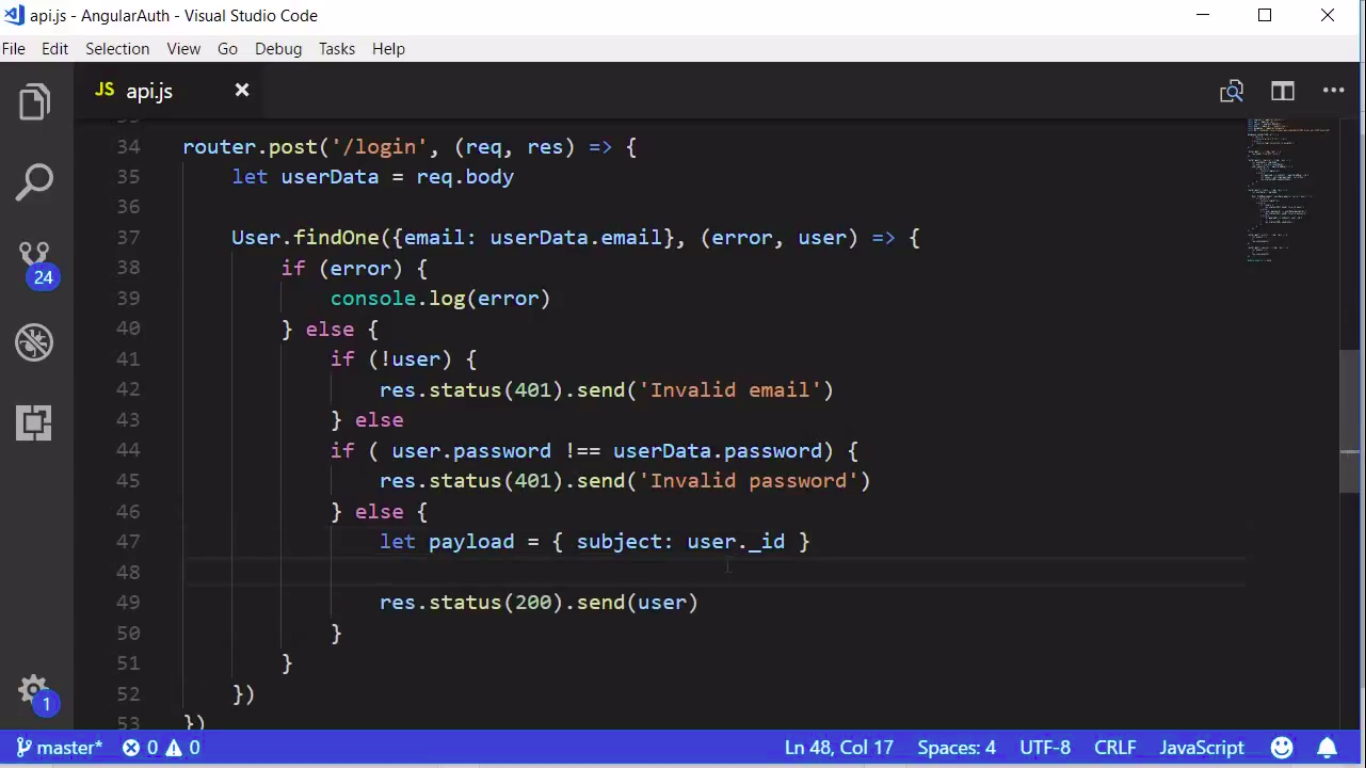 api.js - AngularAuth - Visual Studio Code
File Edit Selection View Go Debug Tasks Help
JS api.js
34 router.post('/login', (req, res) => {
35 let userData = req.body
36
37 User.findOne({email: userData.email}, (error, user) => {
38 if (error) {
39 console.log(error)
40 } else {
41 if (!user) {
42 res.status(401).send('Invalid email')
43 } else
44 if ( user.password !== userData.password) {
45 res.status(401).send('Invalid password')
46 } else {
47 let payload = { subject: user._id }
48
49 res.status(200).send(user)
50 }
51 }
52 })
53 })
24
1
master* 0 0 Ln 48, Col 17 Spaces: 4 UTF-8 CRLF JavaScript